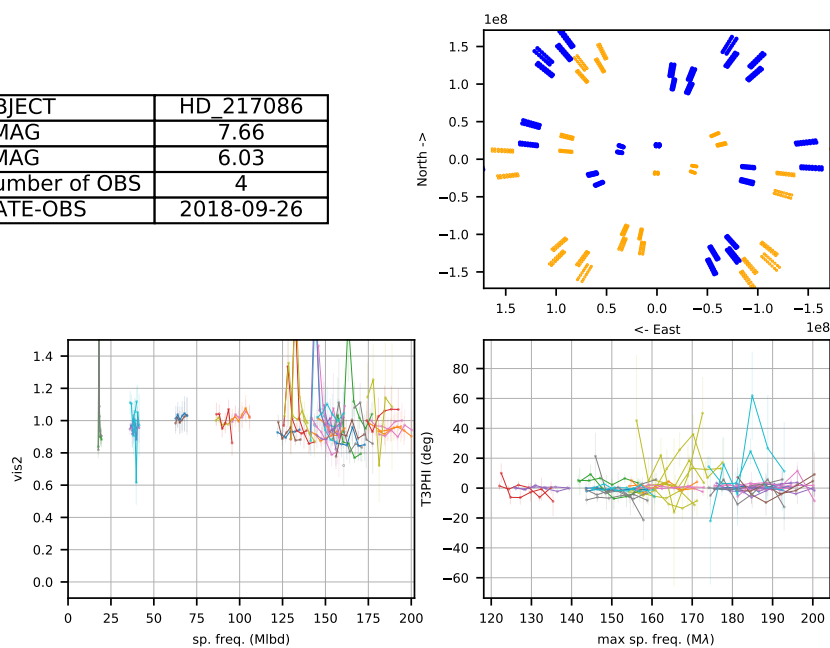 BJECT HD_217086
MAG 7.66
MAG 6.03
umber of OBS 4
ATE-OBS 2018-09-26
1e8
1.5
1.0
0.5
0.0
−0.5
−1.0
−1.5
North ->
1.5 1.0 0.5 0.0 −0.5 −1.0 −1.5
<- East
1e8
1.4
1.2
1.0
0.8
0.6
0.4
0.2
0.0
vis2
0 25 50 75 100 125 150 175 200
sp. freq. (Mlbd)
80
60
40
20
0
−20
−40
−60
T3PHI (deg)
120 130 140 150 160 170 180 190 200
max sp. freq. (Mλ)